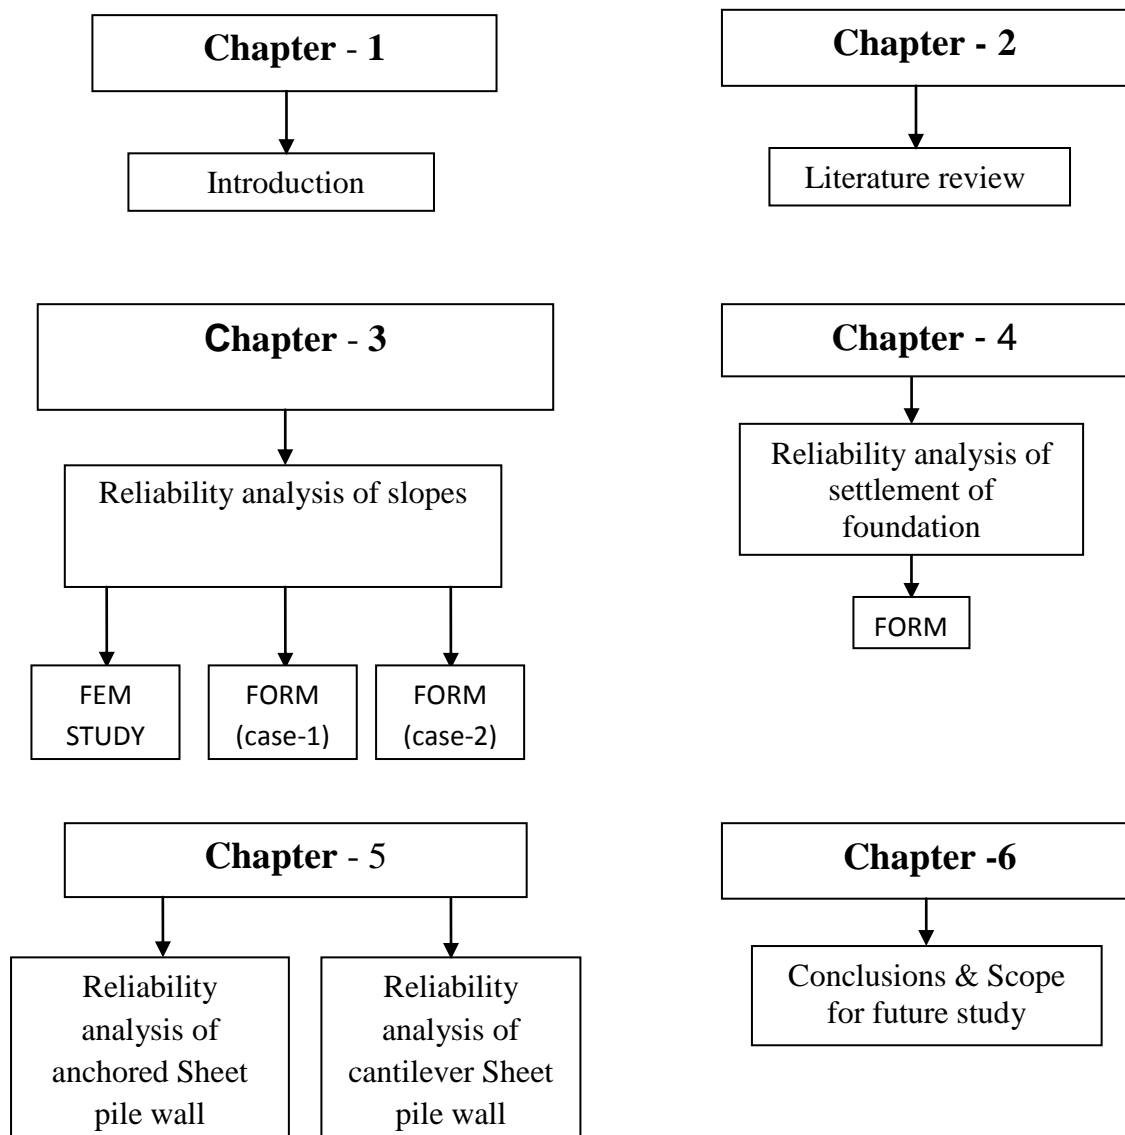 Chapter - 1
Introduction
Chapter - 2
Literature review
Chapter - 3
Reliability analysis of slopes
FEM
STUDY
FORM
(case-1)
FORM
(case-2)
Chapter - 4
Reliability analysis of
settlement of
foundation
FORM
Chapter - 5
Reliability
analysis of
anchored Sheet
pile wall
Reliability
analysis of
cantilever Sheet
pile wall
Chapter -6
Conclusions & Scope
for future study